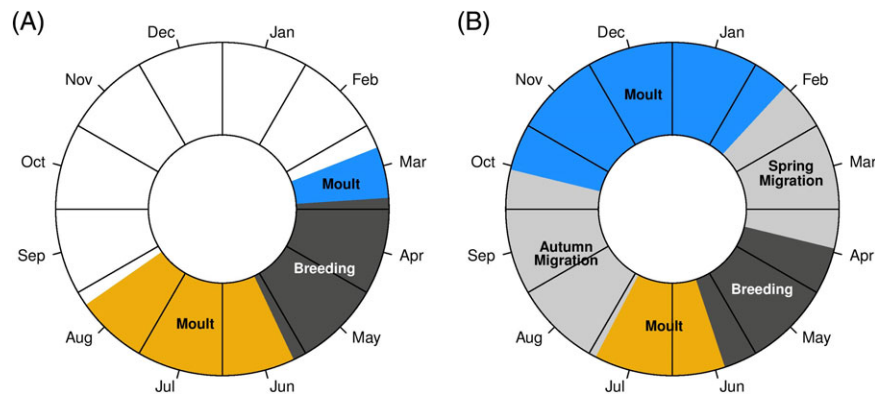 (A)
Dec
Jan
Nov
Feb
Oct
Mar
Moult
Sep
Apr
Breeding
Aug
Moult
May
Jul
Jun
(B)
Dec
Jan
Nov
Moult
Feb
Oct
Mar
Spring
Migration
Sep
Autumn
Migration
Apr
Breeding
Aug
Moult
May
Jul
Jun